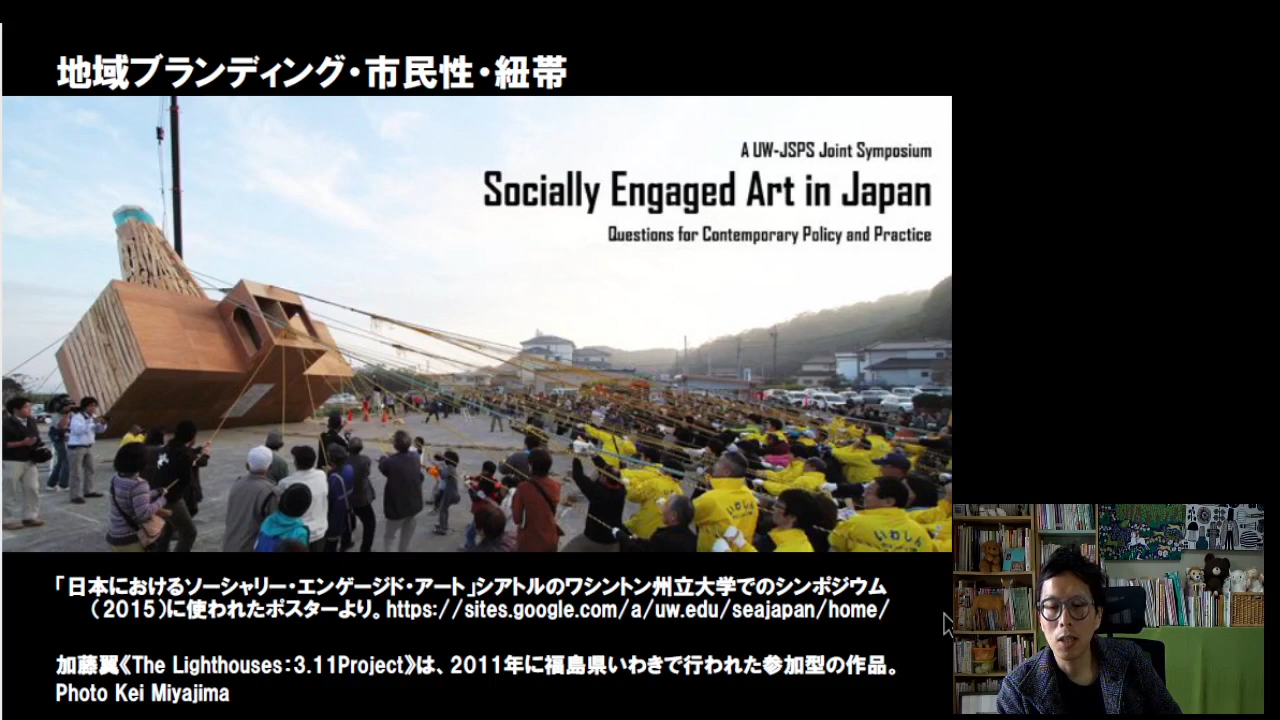 地域ブランディング・市民性・紐帯
A UW-JSPS Joint Symposium
Socially Engaged Art in Japan
Questions for Contemporary Policy and Practice
いわしん
「日本におけるソーシャリー・エンゲージド・アート」シアトルのワシントン州立大学でのシンポジウム
（2015）に使われたポスターより。https://sites.google.com/a/uw.edu/seajapan/home/
加藤翼《The Lighthouses：3.11Project》は、2011年に福島県いわきで行われた参加型の作品。
Photo Kei Miyajima